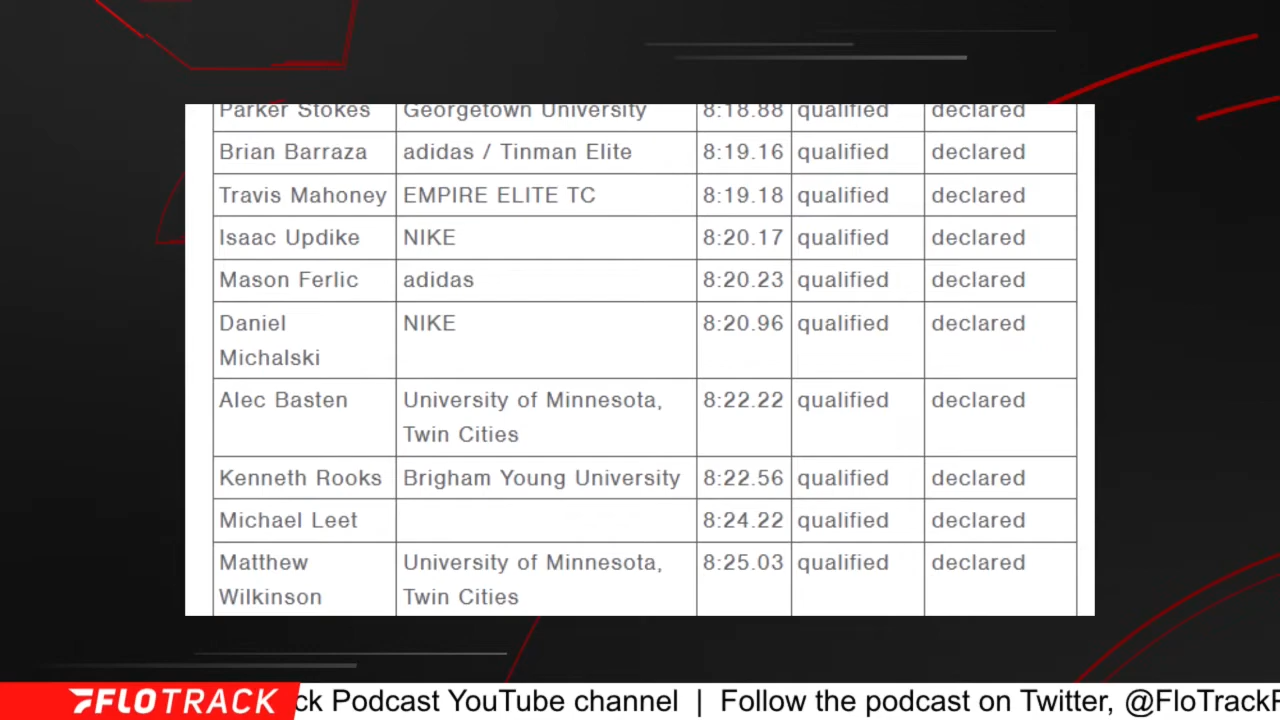 Parker Stokes Georgetown University 8:18.88 qualified declared
Brian Barraza adidas / Tinman Elite 8:19.16 qualified declared
Travis Mahoney EMPIRE ELITE TC 8:19.18 qualified declared
Isaac Updike NIKE 8:20.17 qualified declared
Mason Ferlic adidas 8:20.23 qualified declared
Daniel NIKE 8:20.96 qualified declared
Michalski
Alec Basten University of Minnesota, 8:22.22 qualified declared
Twin Cities
Kenneth Rooks Brigham Young University 8:22.56 qualified declared
Michael Leet 8:24.22 qualified declared
Matthew University of Minnesota, 8:25.03 qualified declared
Wilkinson Twin Cities
FLOTRACK ck Podcast YouTube channel | Follow the podcast on Twitter, @FloTrackP